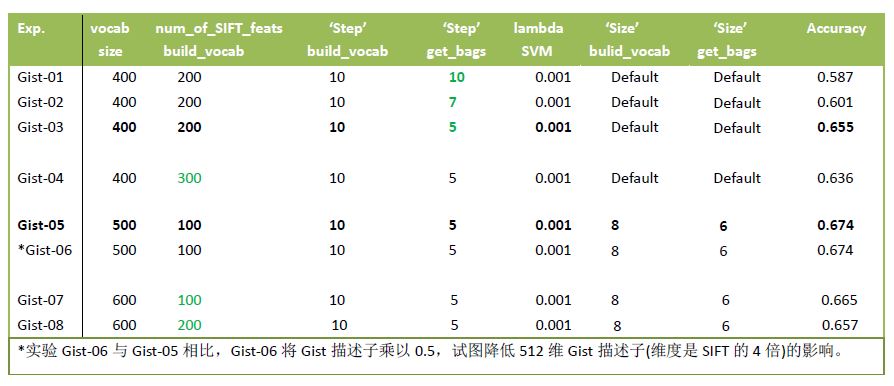 Exp. vocab num_of_SIFT_feats ‘Step’ ‘Step’ lambda ‘Size’ ‘Size’ Accuracy
size build_vocab build_vocab get_bags SVM bulid_vocab get_bags
Gist-01 400 200 10 10 0.001 Default Default 0.587
Gist-02 400 200 10 7 0.001 Default Default 0.601
Gist-03 400 200 10 5 0.001 Default Default 0.655
Gist-04 400 300 10 5 0.001 Default Default 0.636
Gist-05 500 100 10 5 0.001 8 6 0.674
*Gist-06 500 100 10 5 0.001 8 6 0.674
Gist-07 600 100 10 5 0.001 8 6 0.665
Gist-08 600 200 10 5 0.001 8 6 0.657
*实验 Gist-06 与 Gist-05 相比，Gist-06 将 Gist 描述子乘以 0.5，试图降低 512 维 Gist 描述子(维度是 SIFT 的 4 倍)的影响。